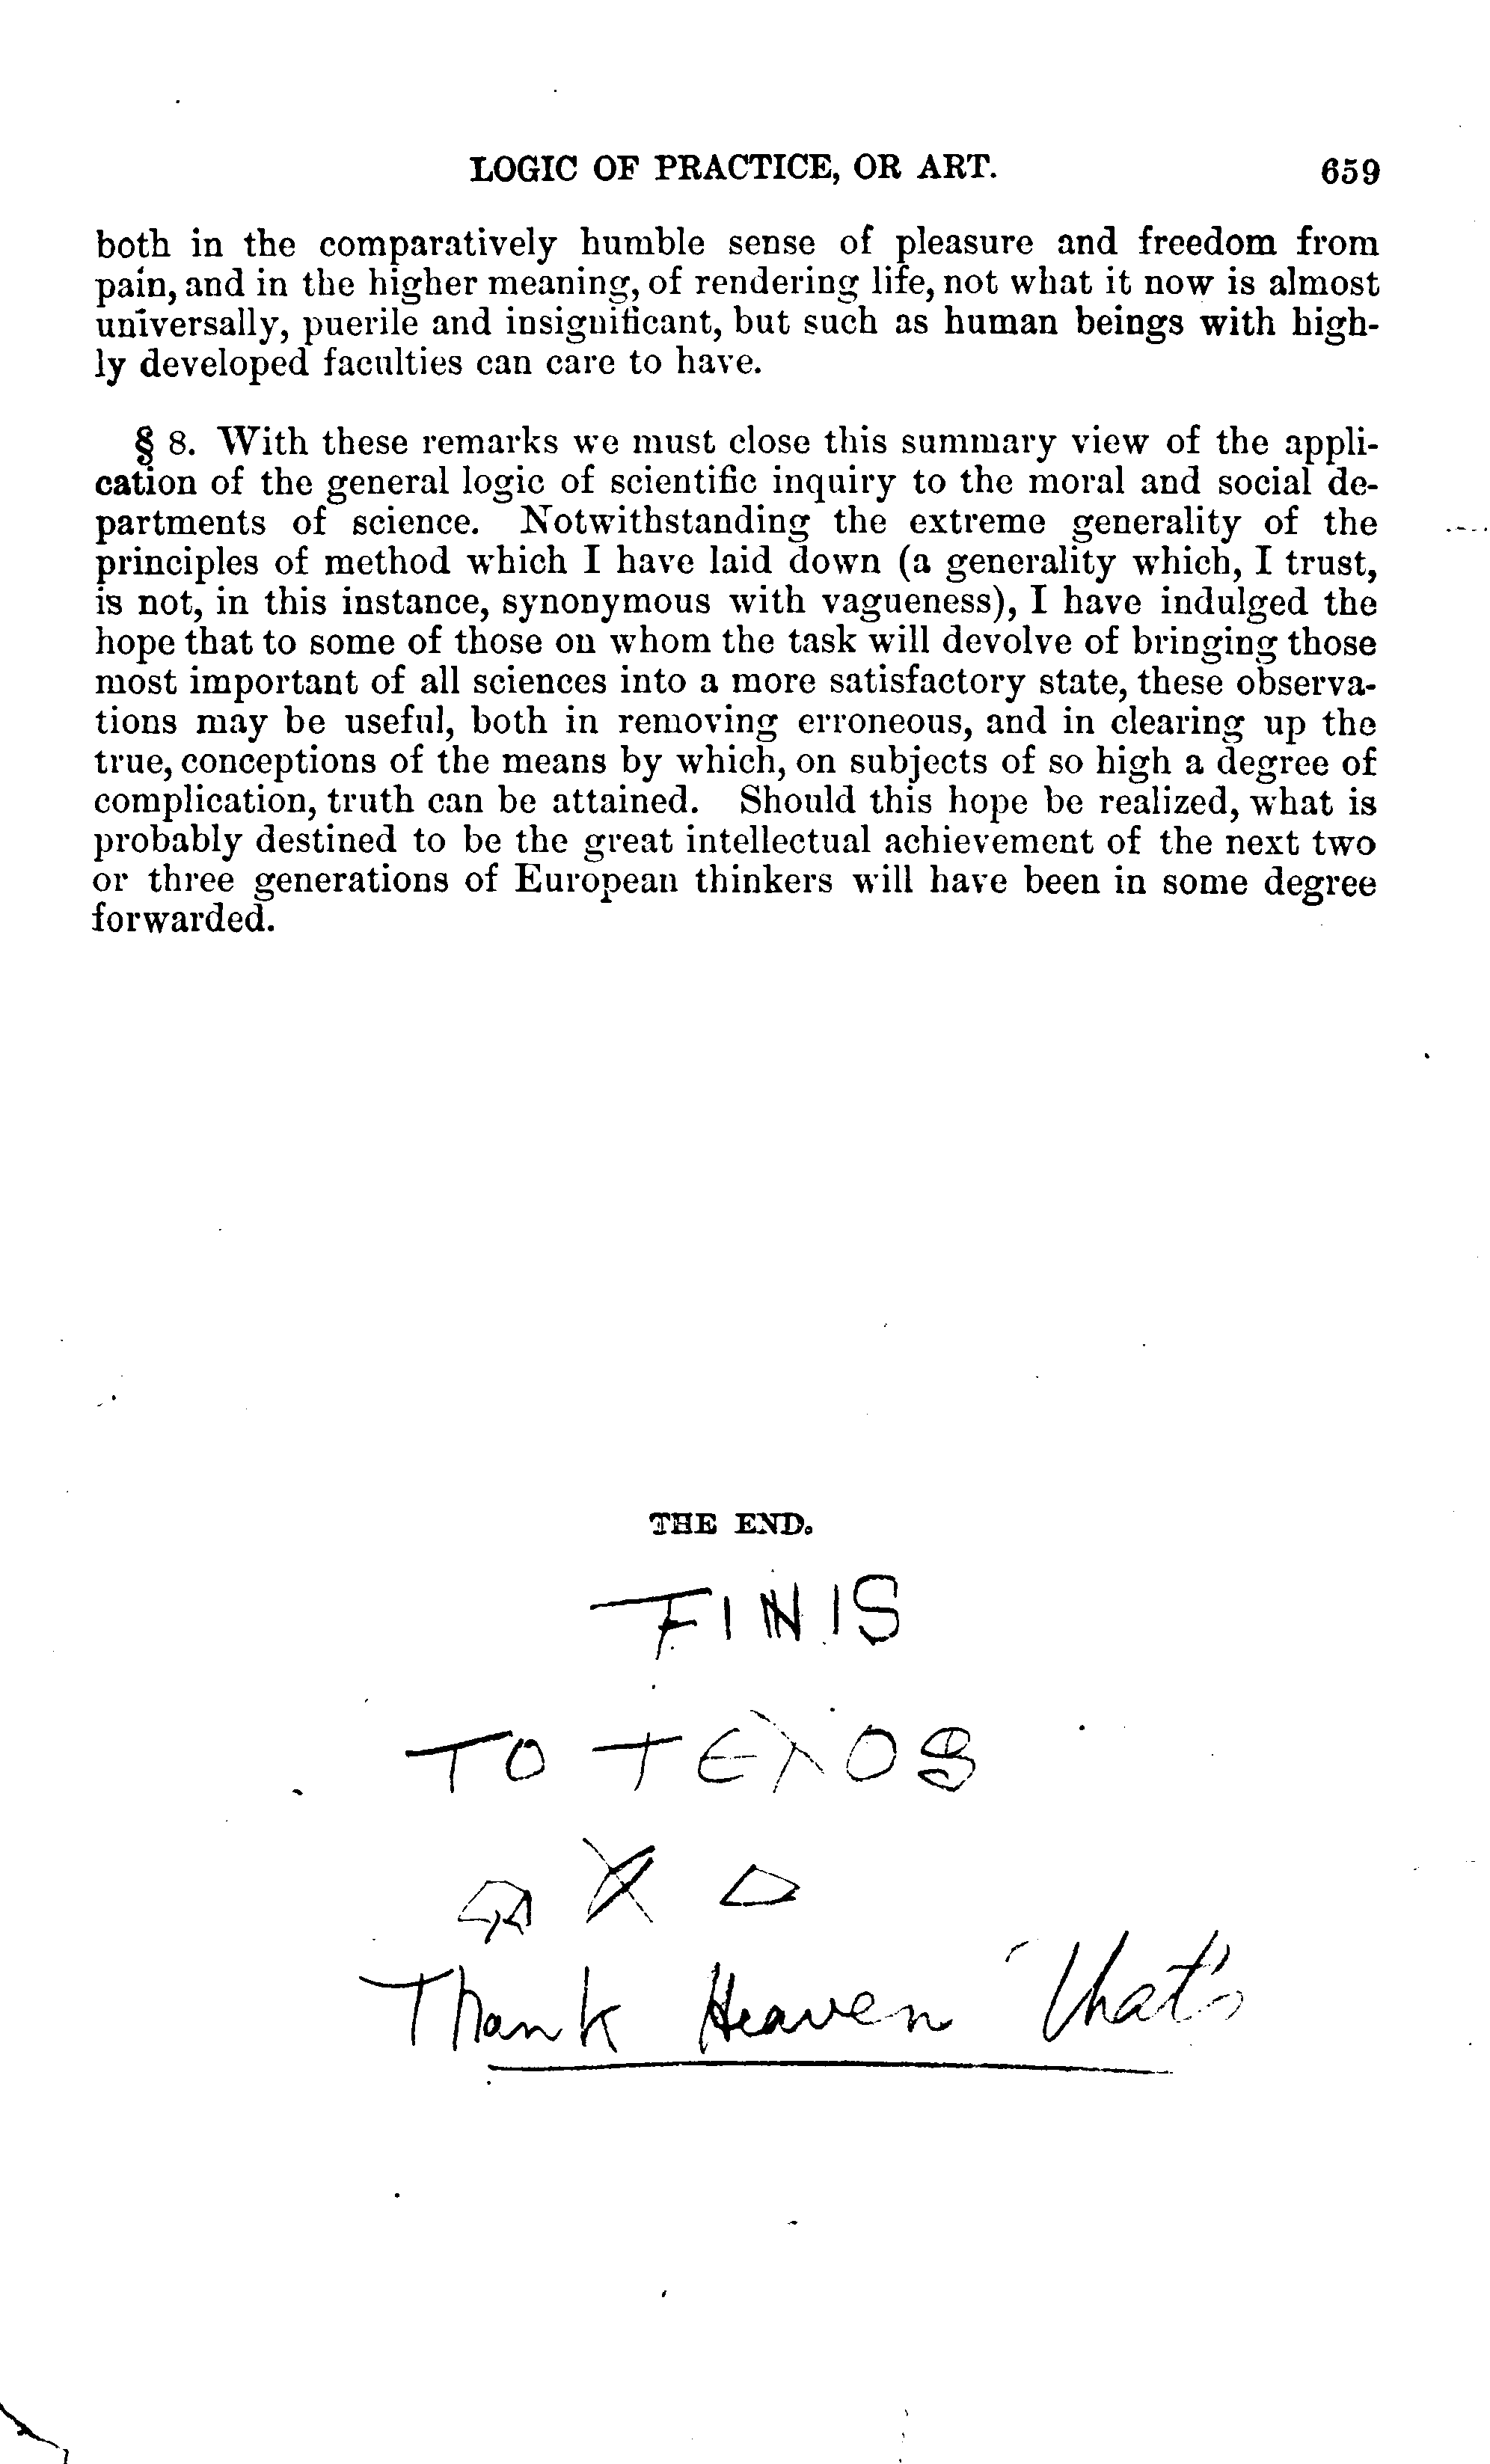 LOGIC OF PRACTICE, OR ART. 659
both in the comparatively humble sense of pleasure and freedom from
pain, and in the higher meaning, of rendering life, not what it now is almost
universally, puerile and insignificant, but such as human beings with high-
ly developed faculties can care to have.
§ 8. With these remarks we must close this summary view of the appli-
cation of the general logic of scientific inquiry to the moral and social de-
partments of science. Notwithstanding the extreme generality of the
principles of method which I have laid down (a generality which, I trust,
is not, in this instance, synonymous with vagueness), I have indulged the
hope that to some of those on whom the task will devolve of bringing those
most important of all sciences into a more satisfactory state, these observa-
tions may be useful, both in removing erroneous, and in clearing up the
true, conceptions of the means by which, on subjects of so high a degree of
complication, truth can be attained. Should this hope be realized, what is
probably destined to be the great intellectual achievement of the next two
or three generations of European thinkers will have been in some degree
forwarded.
THE END.
FINIS
ΤΟ ΤΕλΟς
Thank Heaven That's